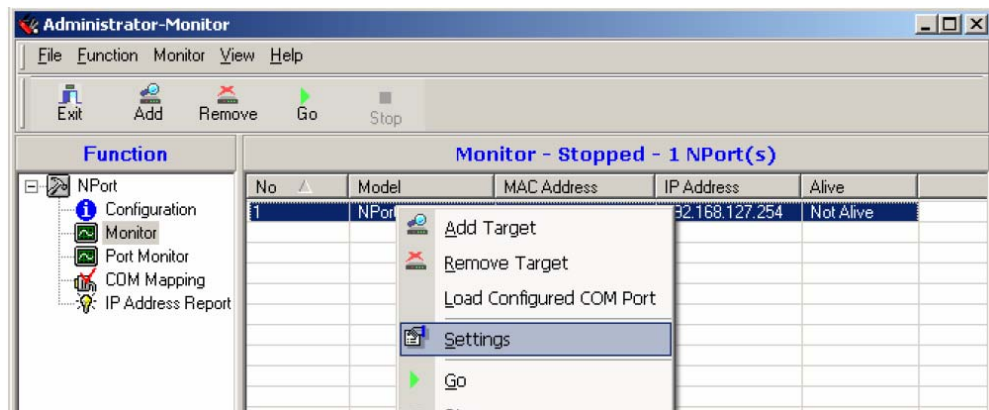 Administrator-Monitor
File Function Monitor View Help
Exit Add Remove Go Stop
Function
Monitor - Stopped - 1 NPort(s)
NPort
Configuration
Monitor
Port Monitor
COM Mapping
IP Address Report
No Model MAC Address IP Address Alive
1 92.168.127.254 Not Alive
Add Target
Remove Target
Load Configured COM Port
Settings
Go